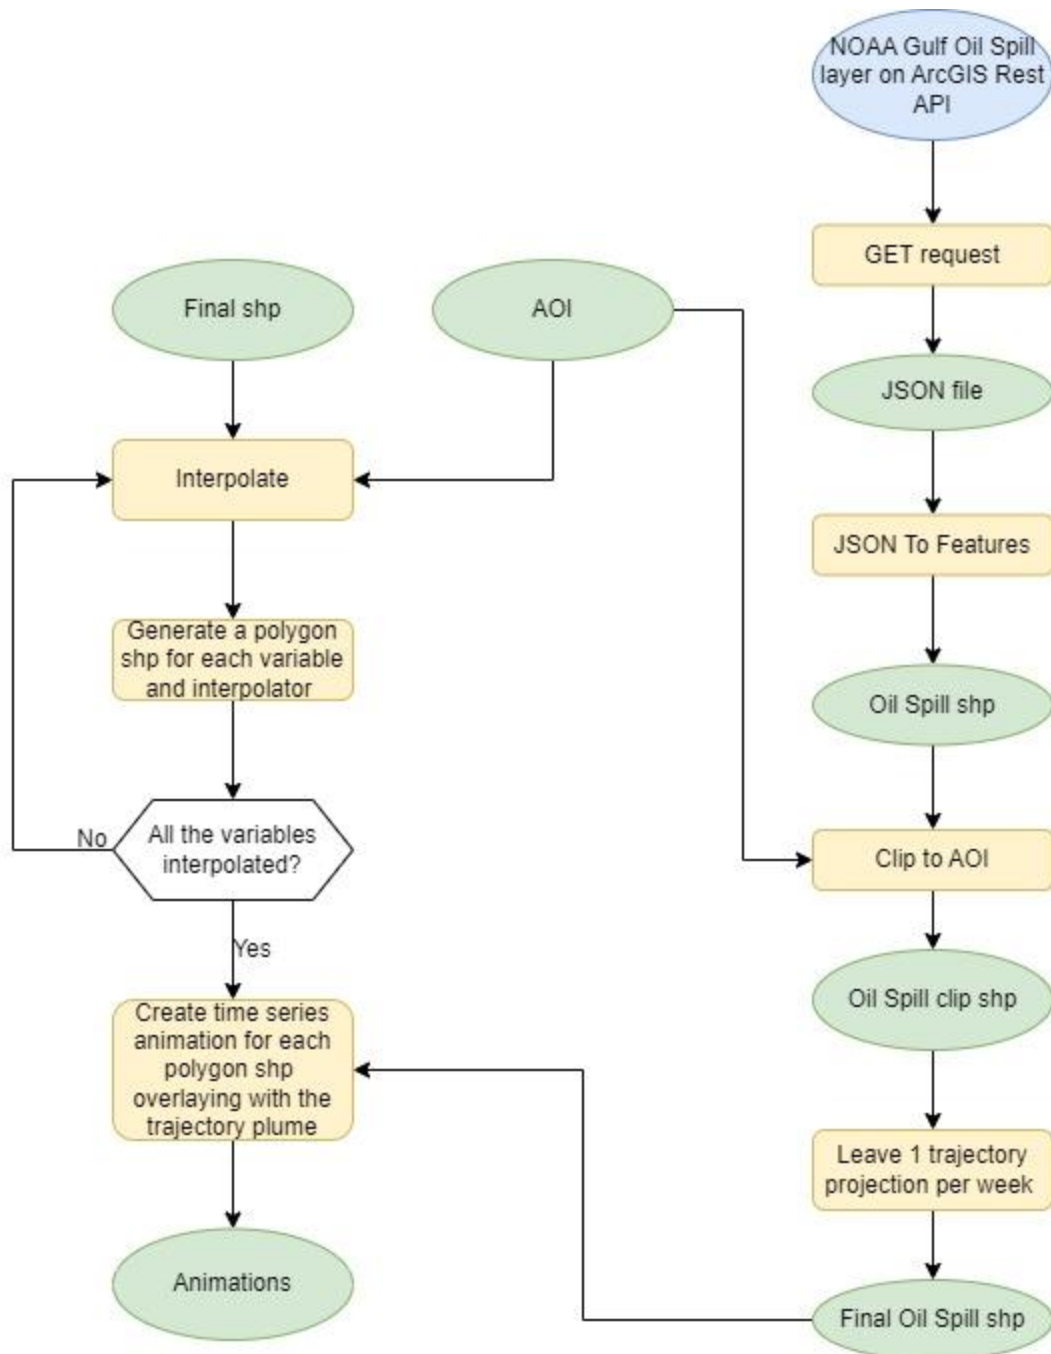 NOAA Gulf Oil Spill
layer on ArcGIS Rest
API
GET request
Final shp
AOI
JSON file
Interpolate
JSON To Features
Generate a polygon
shp for each variable
and interpolator
Oil Spill shp
All the variables
interpolated?
No
Clip to AOI
Yes
Oil Spill clip shp
Create time series
animation for each
polygon shp
overlaying with the
trajectory plume
Leave 1 trajectory
projection per week
Animations
Final Oil Spill shp